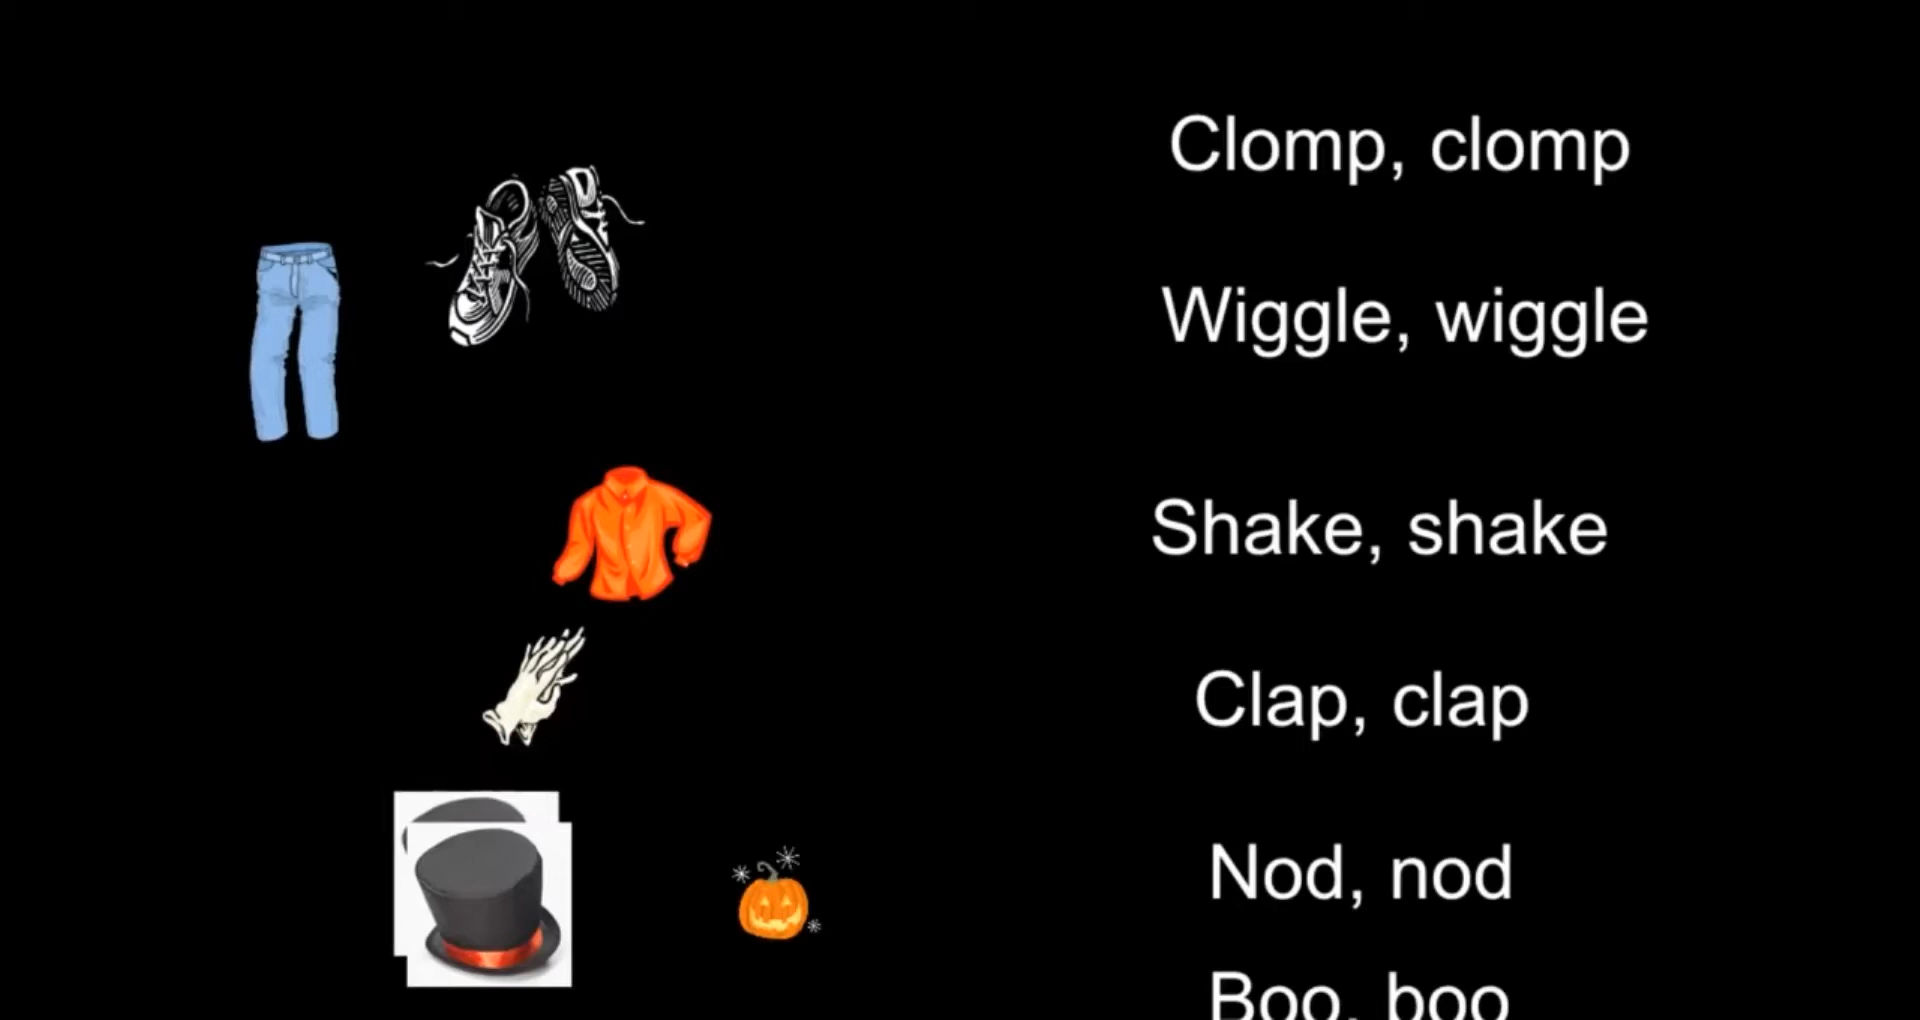 Clomp, clomp
Wiggle, wiggle
Shake, shake
Clap, clap
Nod, nod
Boo, boo